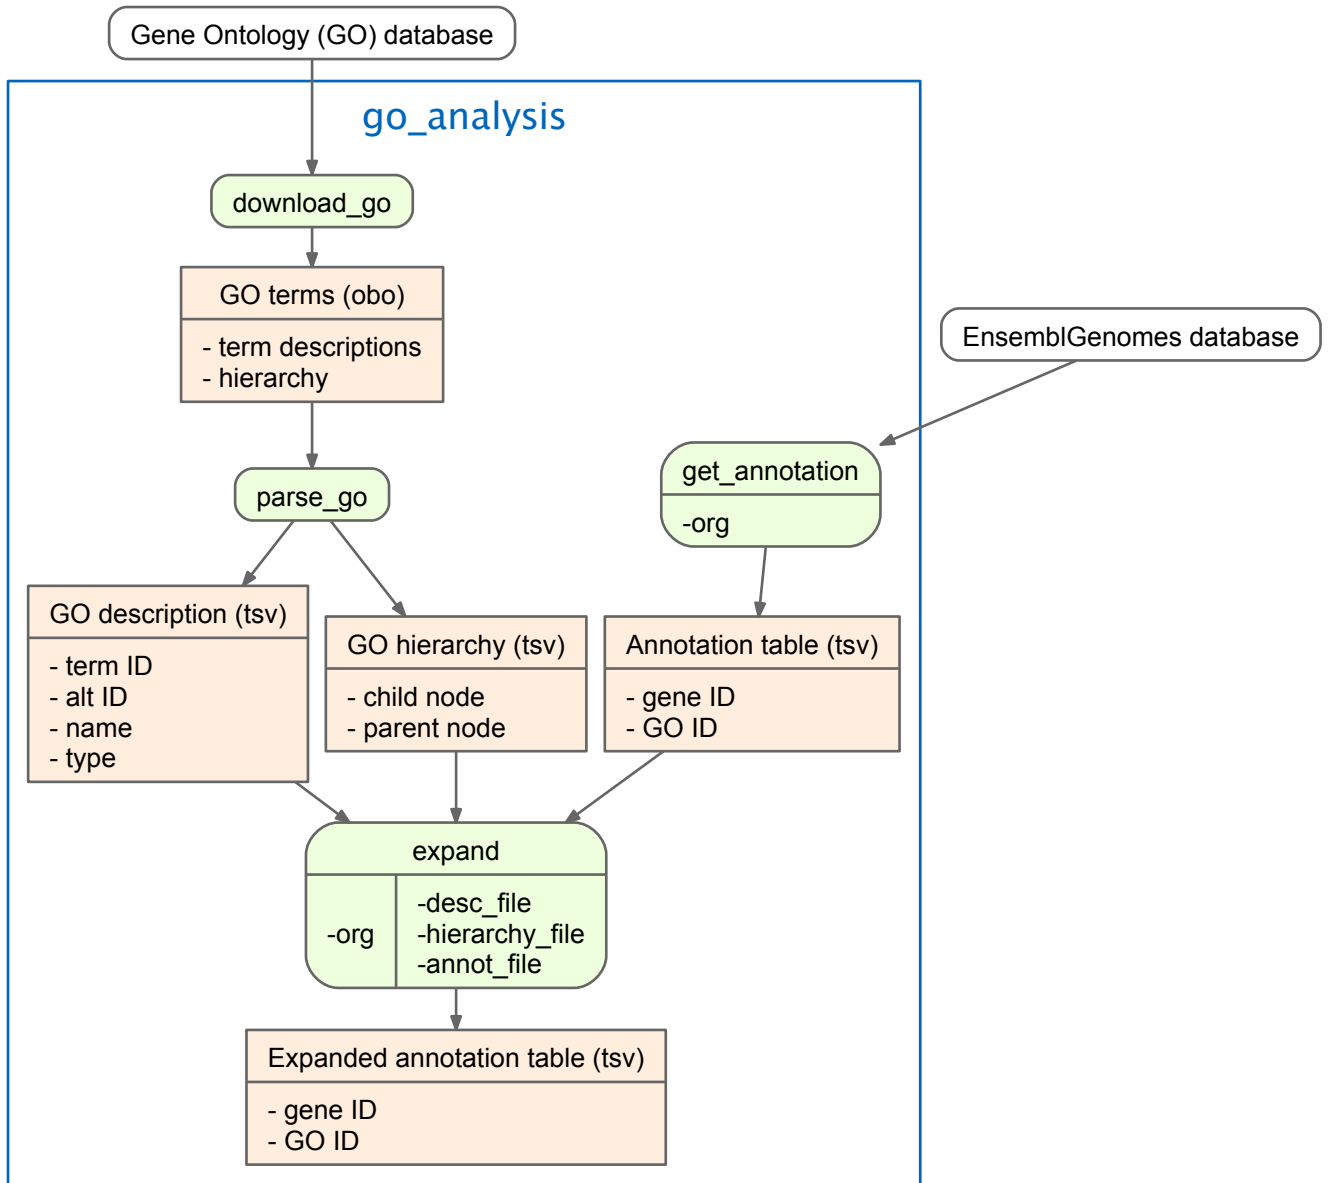 Gene Ontology (GO) database
go_analysis
download_go
GO terms (obo)
- term descriptions
- hierarchy
EnsemblGenomes database
parse_go
get_annotation
-org
GO description (tsv)
- term ID
- alt ID
- name
- type
GO hierarchy (tsv)
- child node
- parent node
Annotation table (tsv)
- gene ID
- GO ID
expand
-org
-desc_file
-hierarchy_file
-annot_file
Expanded annotation table (tsv)
- gene ID
- GO ID